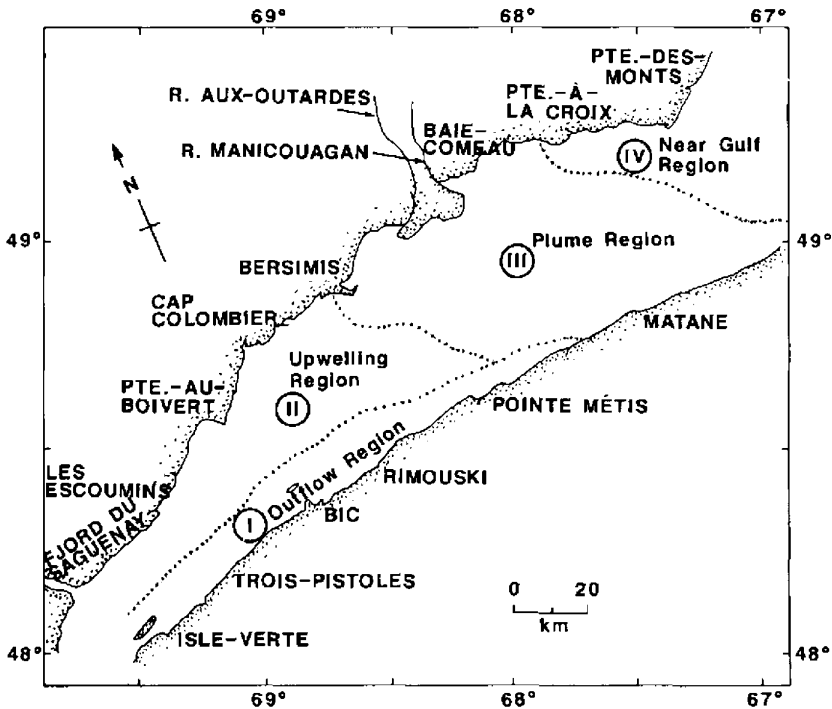 69° 68° 67°
PTE.-DES-
MONTS
R. AUX-OUTARDES
PTE.-À-
LA CROIX
BAIE-
COMEAU
R. MANICOUAGAN
IV Near Gulf
Region
N
49° 49°
Plume Region
III
BERSIMIS
CAP
COLOMBIER
MATANE
Upwelling
Region
PTE.-AU-
BOIVERT
II
POINTE MÉTIS
LES
ESCOUMINS
Outflow Region
RIMOUSKI
I
BIC
FJORD DU
SAGUENAY
TROIS-PISTOLES
0 20
km
ISLE-VERTE
48° 48°
69° 68° 67°